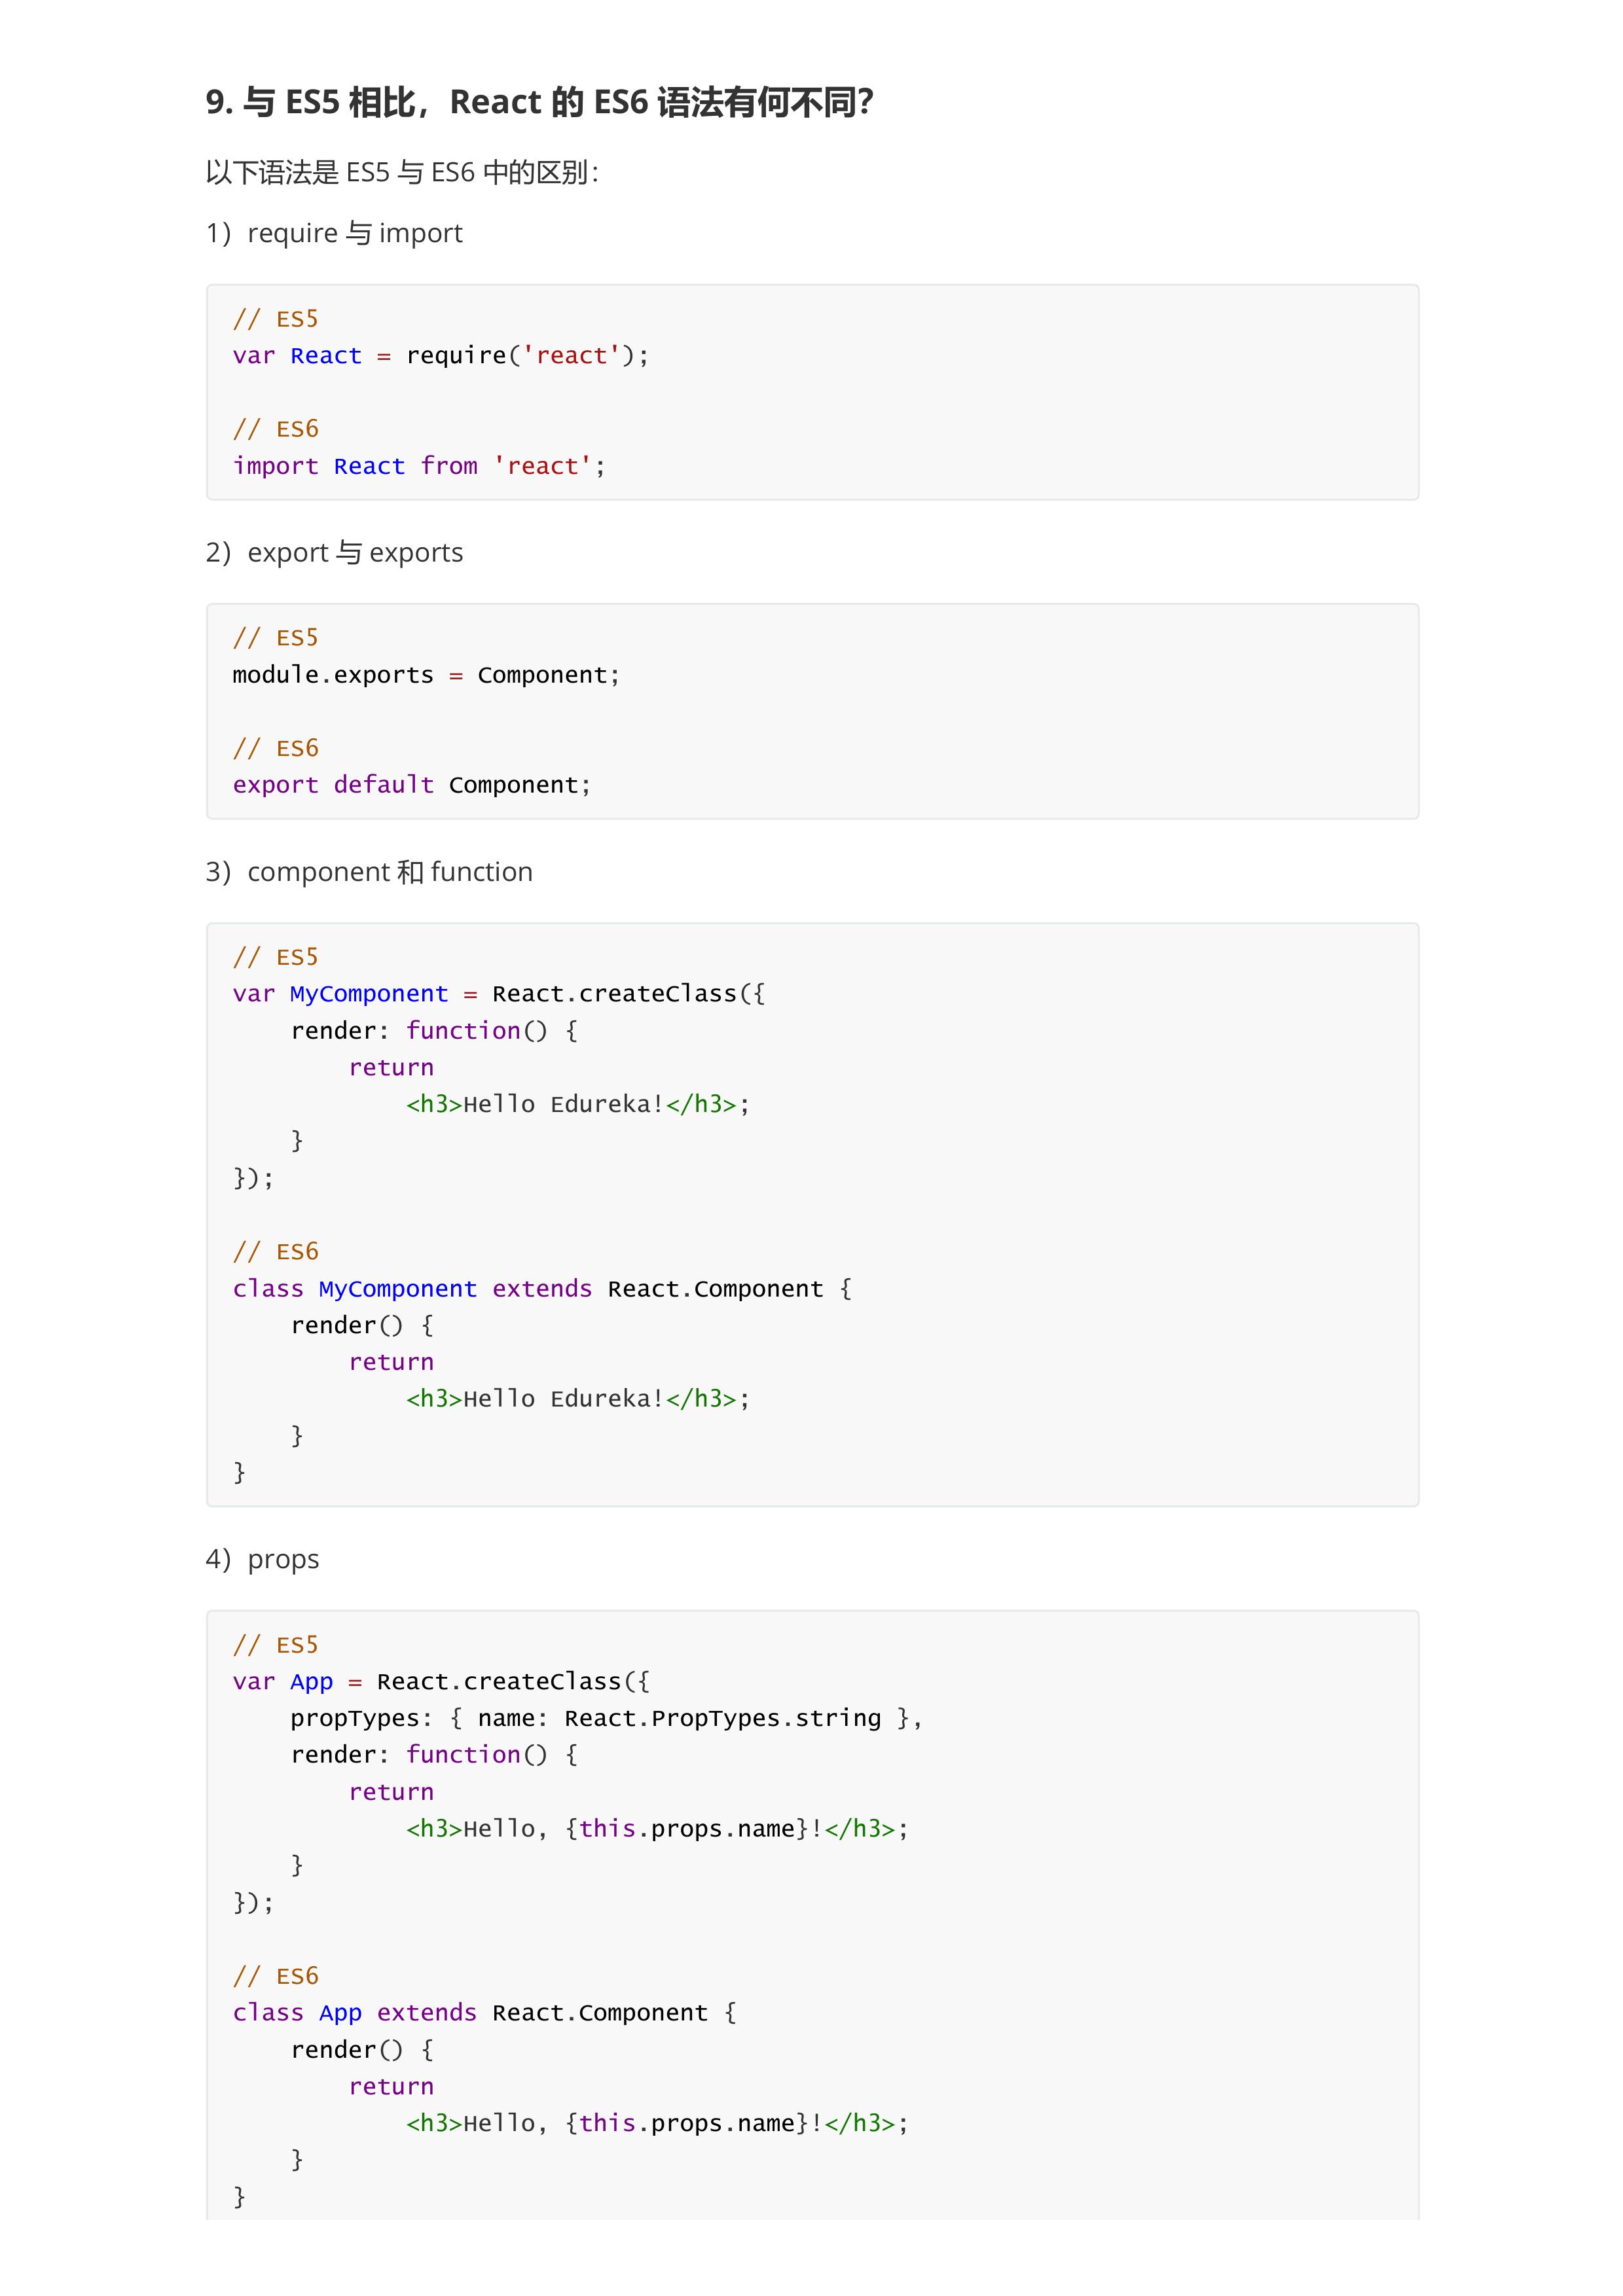 9. 与 ES5 相比，React 的 ES6 语法有何不同？
以下语法是 ES5 与 ES6 中的区别：
1）require 与 import
// ES5
var React = require('react');
// ES6
import React from 'react';
2）export 与 exports
// ES5
module.exports = Component;
// ES6
export default Component;
3）component 和 function
// ES5
var MyComponent = React.createClass({
    render: function() {
        return
            <h3>Hello Edureka!</h3>;
    }
});
// ES6
class MyComponent extends React.Component {
    render() {
        return
            <h3>Hello Edureka!</h3>;
    }
}
4）props
// ES5
var App = React.createClass({
    propTypes: { name: React.PropTypes.string },
    render: function() {
        return
            <h3>Hello, {this.props.name}!</h3>;
    }
});
// ES6
class App extends React.Component {
    render() {
        return
            <h3>Hello, {this.props.name}!</h3>;
    }
}